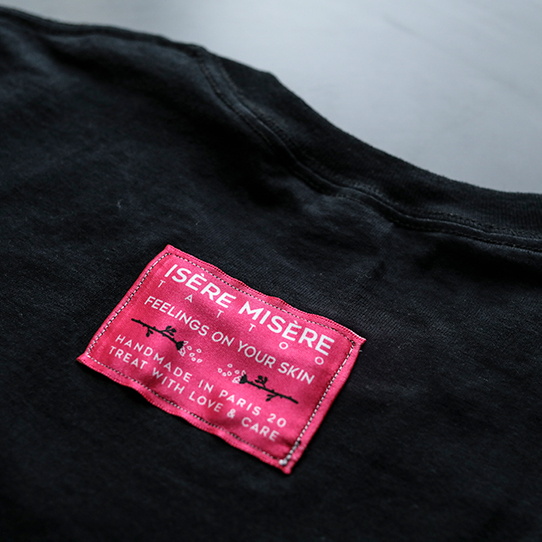 ISÈRE MISÈRE
TATTOO
FEELINGS ON YOUR SKIN
HANDMADE IN PARIS 20
TREAT WITH LOVE & CARE